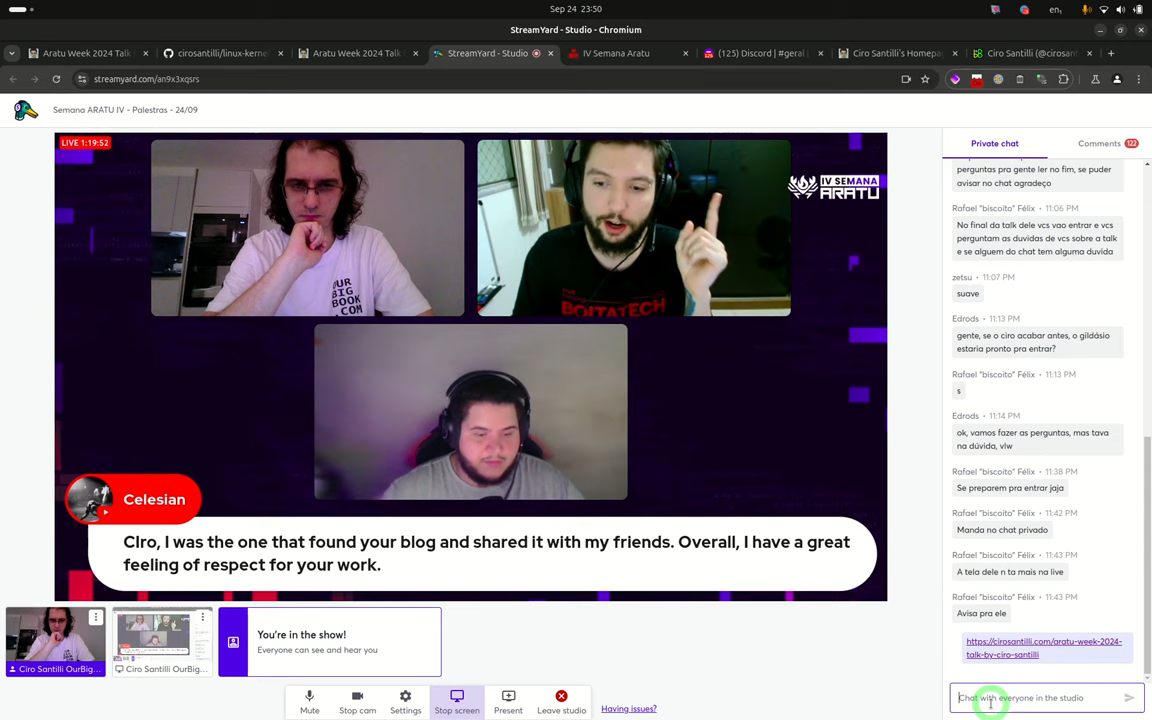 Sep 24 23:50
en₁
StreamYard - Studio - Chromium
Aratu Week 2024 Talk
cirosantilli/linux-kerne
Aratu Week 2024 Talk
StreamYard - Studio
IV Semana Aratu
(125) Discord | #geral
Ciro Santilli's Homepa
Ciro Santilli (@cirosant
streamyard.com/an9x3xqsrs
Semana ARATU IV - Palestras - 24/09
LIVE 1:19:52
IV SEMANA
ARATU
OUR
BIG
BOOK
.COM
BOITATECH
Celesian
CIro, I was the one that found your blog and shared it with my friends. Overall, I have a great
feeling of respect for your work.
Ciro Santilli OurBig...
Ciro Santilli OurBig...
You're in the show!
Everyone can see and hear you
Mute
Stop cam
Settings
Stop screen
Present
Leave studio
Having issues?
Private chat
Comments
122
perguntas pra gente ler no fim, se puder
avisar no chat agradeço
Rafael "biscoito" Félix • 11:06 PM
No final da talk dele vcs vao entrar e vcs
perguntam as duvidas de vcs sobre a talk
e se alguem do chat tem alguma duvida
zetsu • 11:07 PM
suave
Edrods • 11:13 PM
gente, se o ciro acabar antes, o gildásio
estaria pronto pra entrar?
Rafael "biscoito" Félix • 11:13 PM
s
Edrods • 11:14 PM
ok, vamos fazer as perguntas, mas tava
na dúvida, vlw
Rafael "biscoito" Félix • 11:38 PM
Se preparem pra entrar jaja
Rafael "biscoito" Félix • 11:42 PM
Manda no chat privado
Rafael "biscoito" Félix • 11:43 PM
A tela dele n ta mais na live
Rafael "biscoito" Félix • 11:43 PM
Avisa pra ele
https://cirosantilli.com/aratu-week-2024-
talk-by-ciro-santilli
Chat with everyone in the studio